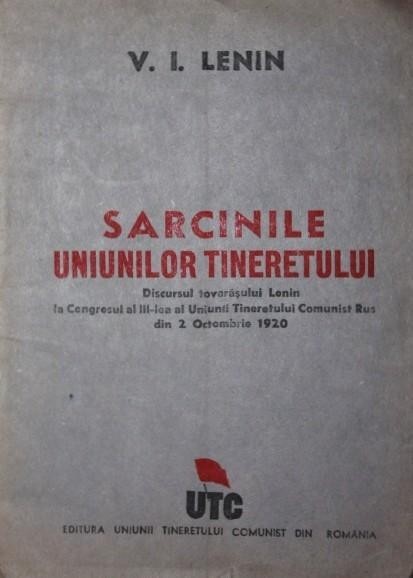 V. I. LENIN
SARCINILE
UNIUNILOR TINERETULUI
Discursul tovarășului Lenin
la Congresul al III-lea al Uniunii Tineretului Comunist Rus
din 2 Octombrie 1920
UTC
EDITURA UNIUNII TINERETULUI COMUNIST DIN ROMÂNIA